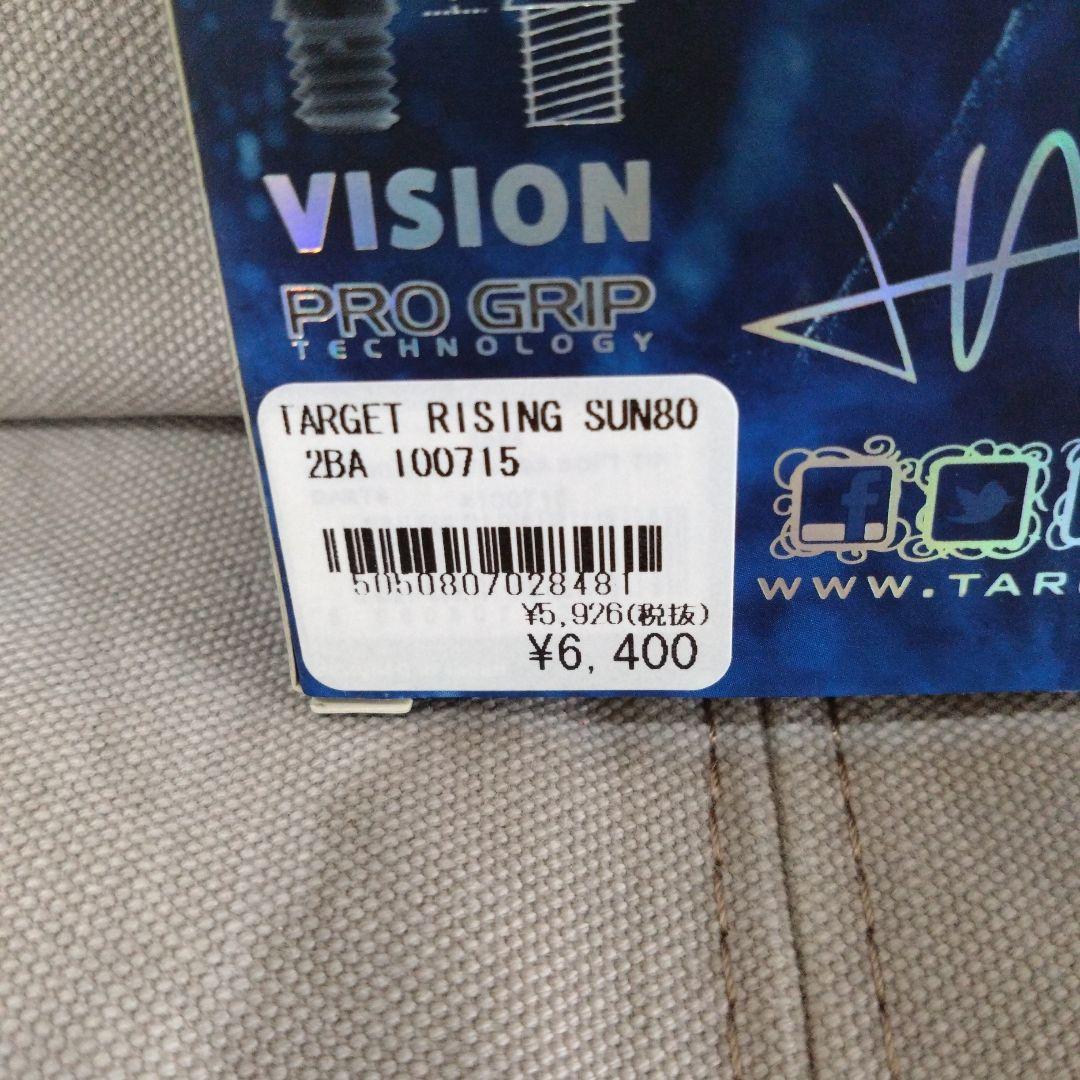 VISION
PRO GRIP
TECHNOLOGY
TARGET RISING SUN80
2BA 100715
5050807028481
¥5,926(税抜)
¥6,400
f
WWW.TAR